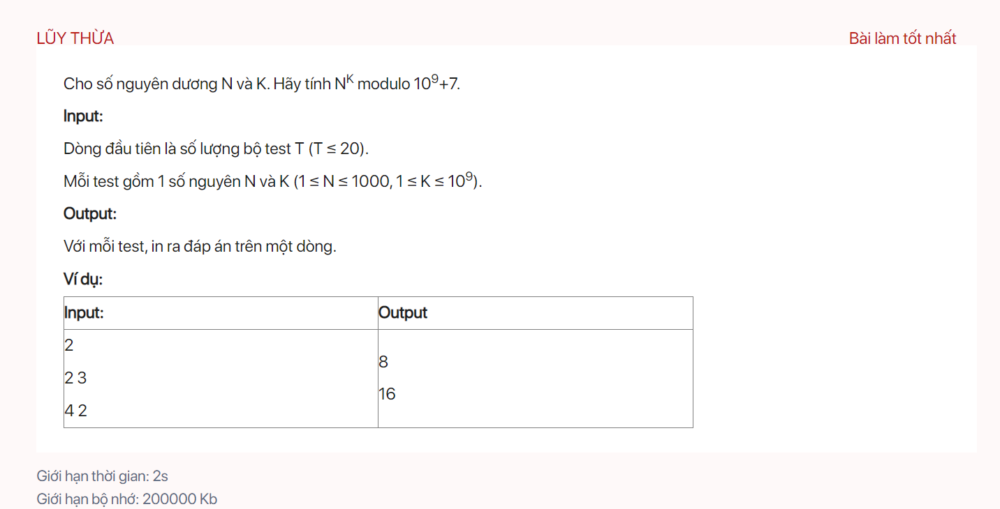 LŨY THỪA
Bài làm tốt nhất
Cho số nguyên dương N và K. Hãy tính N^K modulo 10^9+7.
Input:
Dòng đầu tiên là số lượng bộ test T (T ≤ 20).
Mỗi test gồm 1 số nguyên N và K (1 ≤ N ≤ 1000, 1 ≤ K ≤ 10^9).
Output:
Với mỗi test, in ra đáp án trên một dòng.
Ví dụ:
Input:
Output
2
2 3
4 2
8
16
Giới hạn thời gian: 2s
Giới hạn bộ nhớ: 200000 Kb